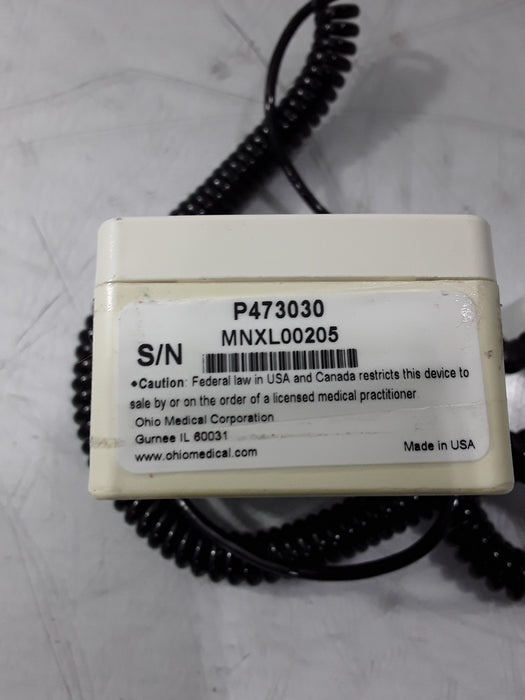 P473030
MNXL00205
S/N
•Caution: Federal law in USA and Canada restricts this device to
sale by or on the order of a licensed medical practitioner
Ohio Medical Corporation
Gurnee IL 60031
www.ohiomedical.com
Made in USA